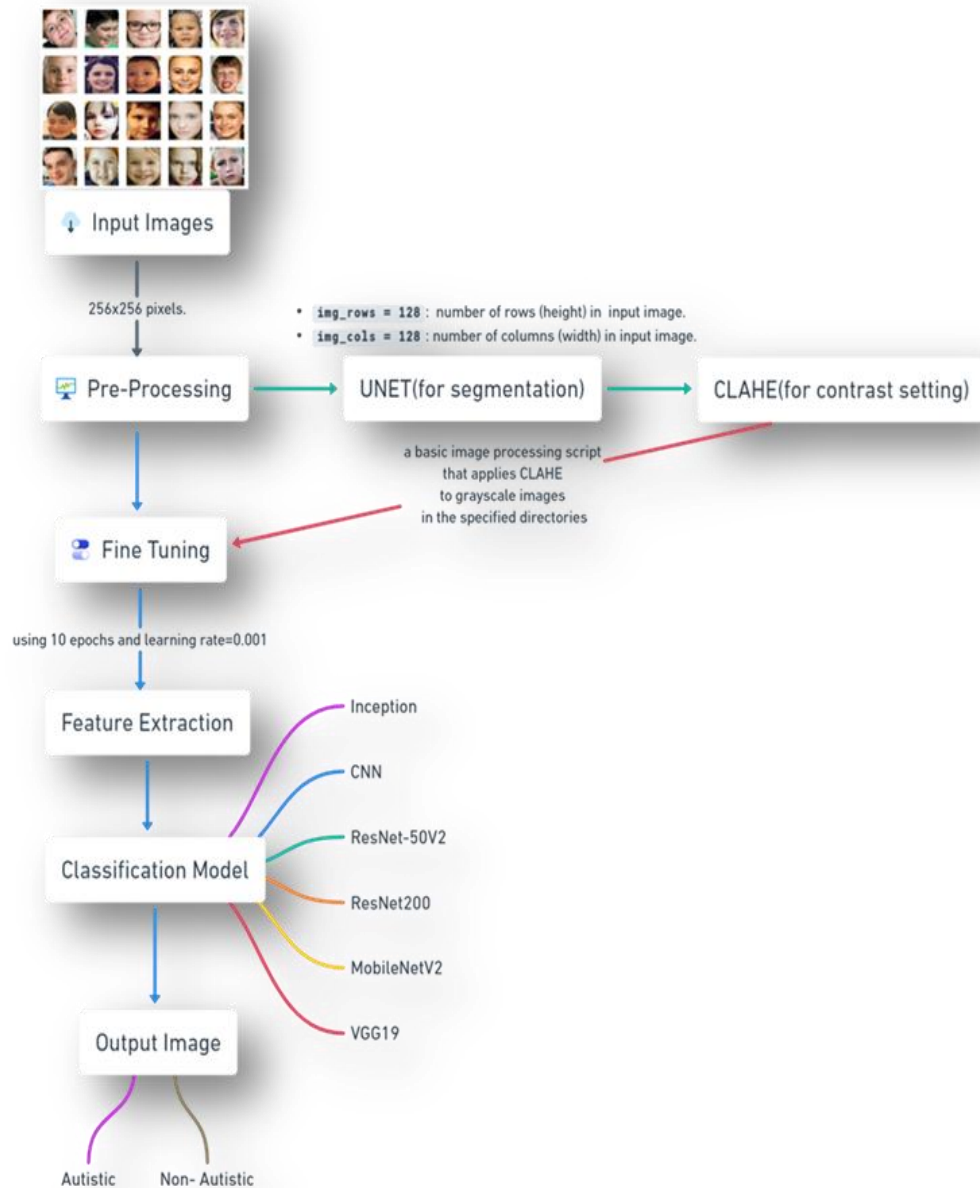 Input Images
256x256 pixels.
• img_rows = 128 : number of rows (height) in input image.
• img_cols = 128 : number of columns (width) in input image.
Pre-Processing
UNET(for segmentation)
CLAHE(for contrast setting)
a basic image processing script
that applies CLAHE
to grayscale images
in the specified directories
Fine Tuning
using 10 epochs and learning rate=0.001
Feature Extraction
Inception
CNN
ResNet-50V2
Classification Model
ResNet200
MobileNetV2
VGG19
Output Image
Autistic
Non- Autistic